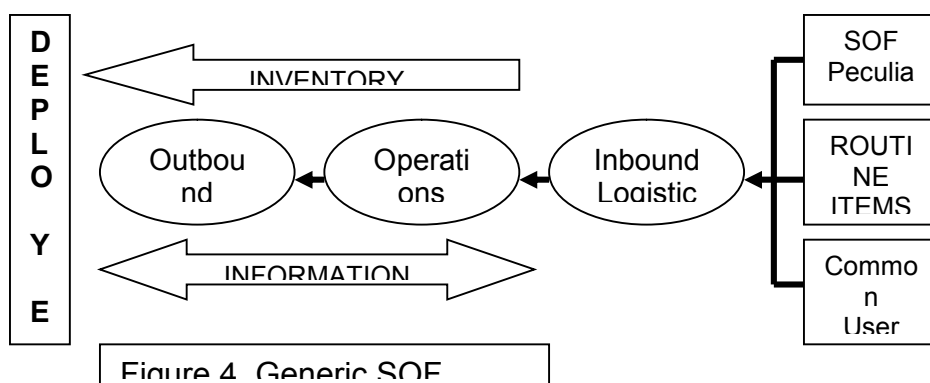 D
E
P
L
O
Y
E
INVENTORY
Outbou
nd
Operati
ons
Inbound
Logistic
INFORMATION
SOF
Peculia
ROUTI
NE
ITEMS
Commo
n
User
Figure 4. Generic SOF